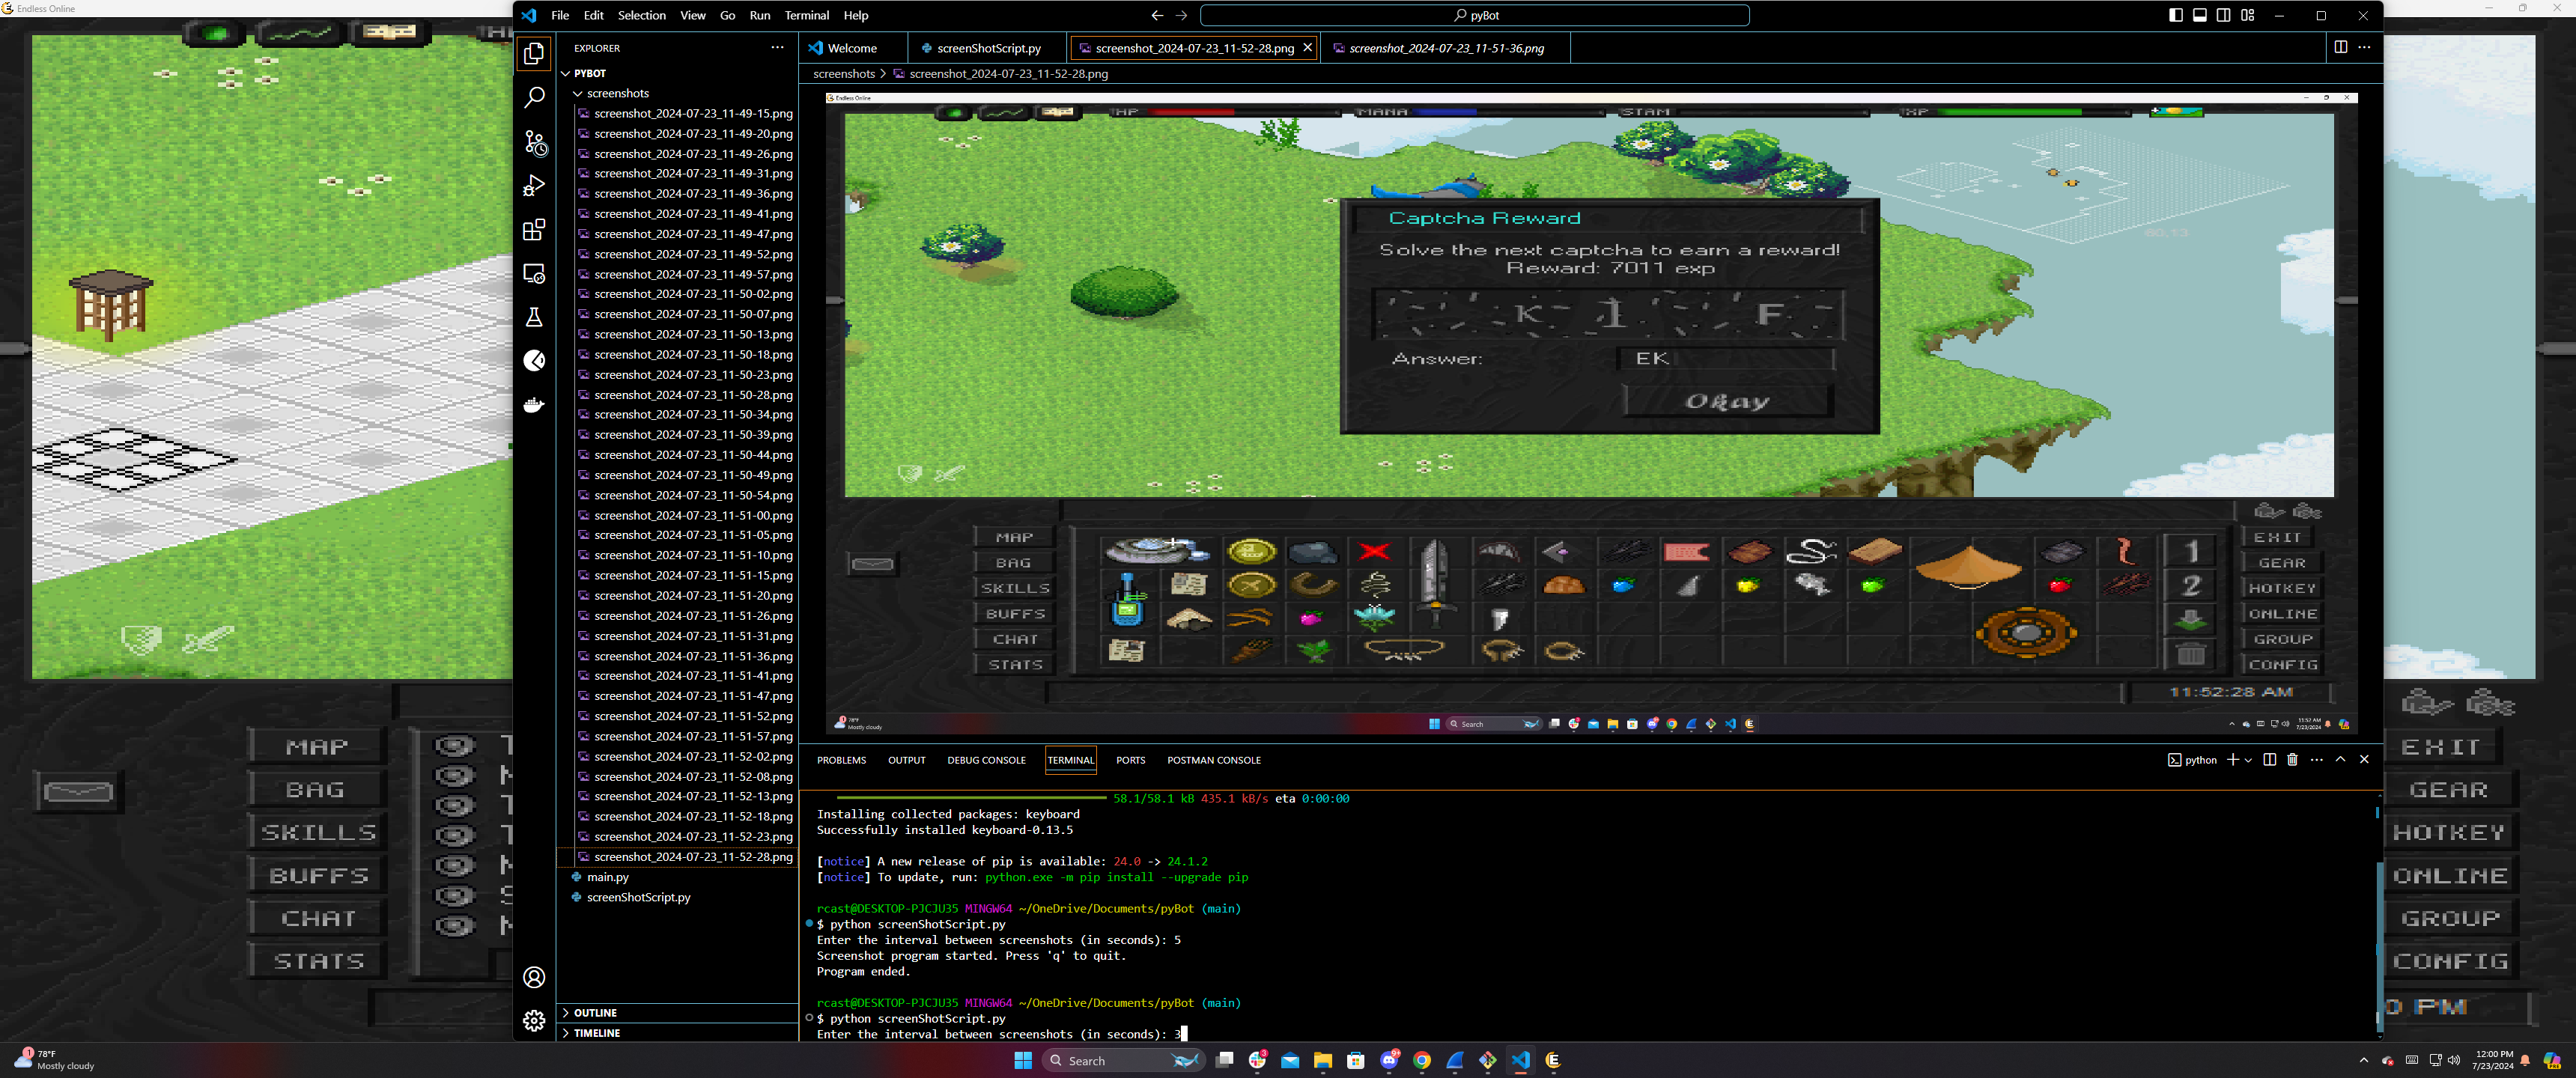 Endless Online
File Edit Selection View Go Run Terminal Help
pyBot
EXPLORER
Welcome
screenShotScript.py
screenshot_2024-07-23_11-52-28.png
screenshot_2024-07-23_11-51-36.png
PYBOT
screenshots > screenshot_2024-07-23_11-52-28.png
screenshots
screenshot_2024-07-23_11-49-15.png
screenshot_2024-07-23_11-49-20.png
screenshot_2024-07-23_11-49-26.png
screenshot_2024-07-23_11-49-31.png
screenshot_2024-07-23_11-49-36.png
screenshot_2024-07-23_11-49-41.png
screenshot_2024-07-23_11-49-47.png
screenshot_2024-07-23_11-49-52.png
screenshot_2024-07-23_11-49-57.png
screenshot_2024-07-23_11-50-02.png
screenshot_2024-07-23_11-50-07.png
screenshot_2024-07-23_11-50-13.png
screenshot_2024-07-23_11-50-18.png
screenshot_2024-07-23_11-50-23.png
screenshot_2024-07-23_11-50-28.png
screenshot_2024-07-23_11-50-34.png
screenshot_2024-07-23_11-50-39.png
screenshot_2024-07-23_11-50-44.png
screenshot_2024-07-23_11-50-49.png
screenshot_2024-07-23_11-50-54.png
screenshot_2024-07-23_11-51-00.png
screenshot_2024-07-23_11-51-05.png
screenshot_2024-07-23_11-51-10.png
screenshot_2024-07-23_11-51-15.png
screenshot_2024-07-23_11-51-20.png
screenshot_2024-07-23_11-51-26.png
screenshot_2024-07-23_11-51-31.png
screenshot_2024-07-23_11-51-36.png
screenshot_2024-07-23_11-51-41.png
screenshot_2024-07-23_11-51-47.png
screenshot_2024-07-23_11-51-52.png
screenshot_2024-07-23_11-51-57.png
screenshot_2024-07-23_11-52-02.png
screenshot_2024-07-23_11-52-08.png
screenshot_2024-07-23_11-52-13.png
screenshot_2024-07-23_11-52-18.png
screenshot_2024-07-23_11-52-23.png
screenshot_2024-07-23_11-52-28.png
main.py
screenShotScript.py
OUTLINE
TIMELINE
Endless Online
HP MANA STAM XP
Captcha Reward
Solve the next captcha to earn a reward!
Reward: 7011 exp
K 1 F
Answer: EK
Okay
60,13
MAP
BAG
SKILLS
BUFFS
CHAT
STATS
1
2
EXIT
GEAR
HOTKEY
ONLINE
GROUP
CONFIG
11:52:28 AM
78°F
Mostly cloudy
Search
11:52 AM
7/23/2024
PROBLEMS OUTPUT DEBUG CONSOLE TERMINAL PORTS POSTMAN CONSOLE
python
58.1/58.1 kB 435.1 kB/s eta 0:00:00
Installing collected packages: keyboard
Successfully installed keyboard-0.13.5
[notice] A new release of pip is available: 24.0 -> 24.1.2
[notice] To update, run: python.exe -m pip install --upgrade pip
rcast@DESKTOP-PJCJU35 MINGW64 ~/OneDrive/Documents/pyBot (main)
$ python screenShotScript.py
Enter the interval between screenshots (in seconds): 5
Screenshot program started. Press 'q' to quit.
Program ended.
rcast@DESKTOP-PJCJU35 MINGW64 ~/OneDrive/Documents/pyBot (main)
$ python screenShotScript.py
Enter the interval between screenshots (in seconds): 3
MAP
BAG
SKILLS
BUFFS
CHAT
STATS
EXIT
GEAR
HOTKEY
ONLINE
GROUP
CONFIG
0 PM
1
78°F
Mostly cloudy
Search
12:00 PM
7/23/2024